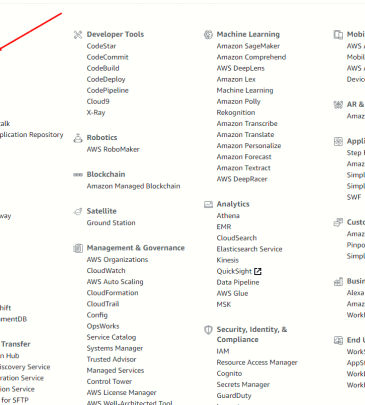 talk
plication Repository
way
hift
mentDB
Transfer
n Hub
iscovery Service
ration Service
ion Service
for SFTP
Developer Tools
CodeStar
CodeCommit
CodeBuild
CodeDeploy
CodePipeline
Cloud9
X-Ray
Robotics
AWS RoboMaker
Blockchain
Amazon Managed Blockchain
Satellite
Ground Station
Management & Governance
AWS Organizations
CloudWatch
AWS Auto Scaling
CloudFormation
CloudTrail
Config
OpsWorks
Service Catalog
Systems Manager
Trusted Advisor
Managed Services
Control Tower
AWS License Manager
AWS Well-Architected Tool
Machine Learning
Amazon SageMaker
Amazon Comprehend
AWS DeepLens
Amazon Lex
Machine Learning
Amazon Polly
Rekognition
Amazon Transcribe
Amazon Translate
Amazon Personalize
Amazon Forecast
Amazon Textract
AWS DeepRacer
Analytics
Athena
EMR
CloudSearch
Elasticsearch Service
Kinesis
QuickSight
Data Pipeline
AWS Glue
MSK
Security, Identity, &
Compliance
IAM
Resource Access Manager
Cognito
Secrets Manager
GuardDuty
Mobi
AWS A
Mobil
AWS A
Devic
AR &
Amaz
Appli
Step F
Amaz
Simpl
Simpl
SWF
Custo
Amaz
Pinpo
Simpl
Busin
Alexa
Amaz
Work
End U
WorkS
AppSt
Work
Work